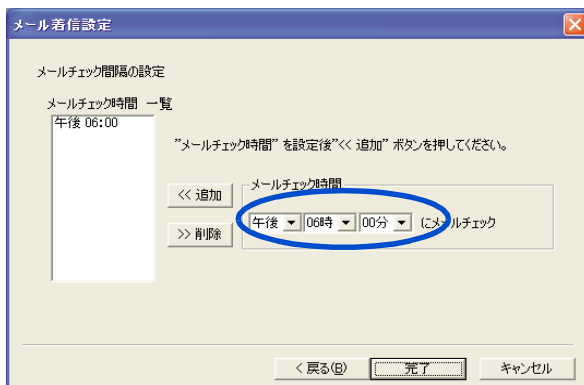 メール着信設定
メールチェック間隔の設定
メールチェック時間 一覧
午後 06:00
"メールチェック時間" を設定後"<< 追加" ボタンを押してください。
<< 追加
メールチェック時間
午後 06時 00分 にメールチェック
>> 削除
< 戻る(B) 完了 キャンセル